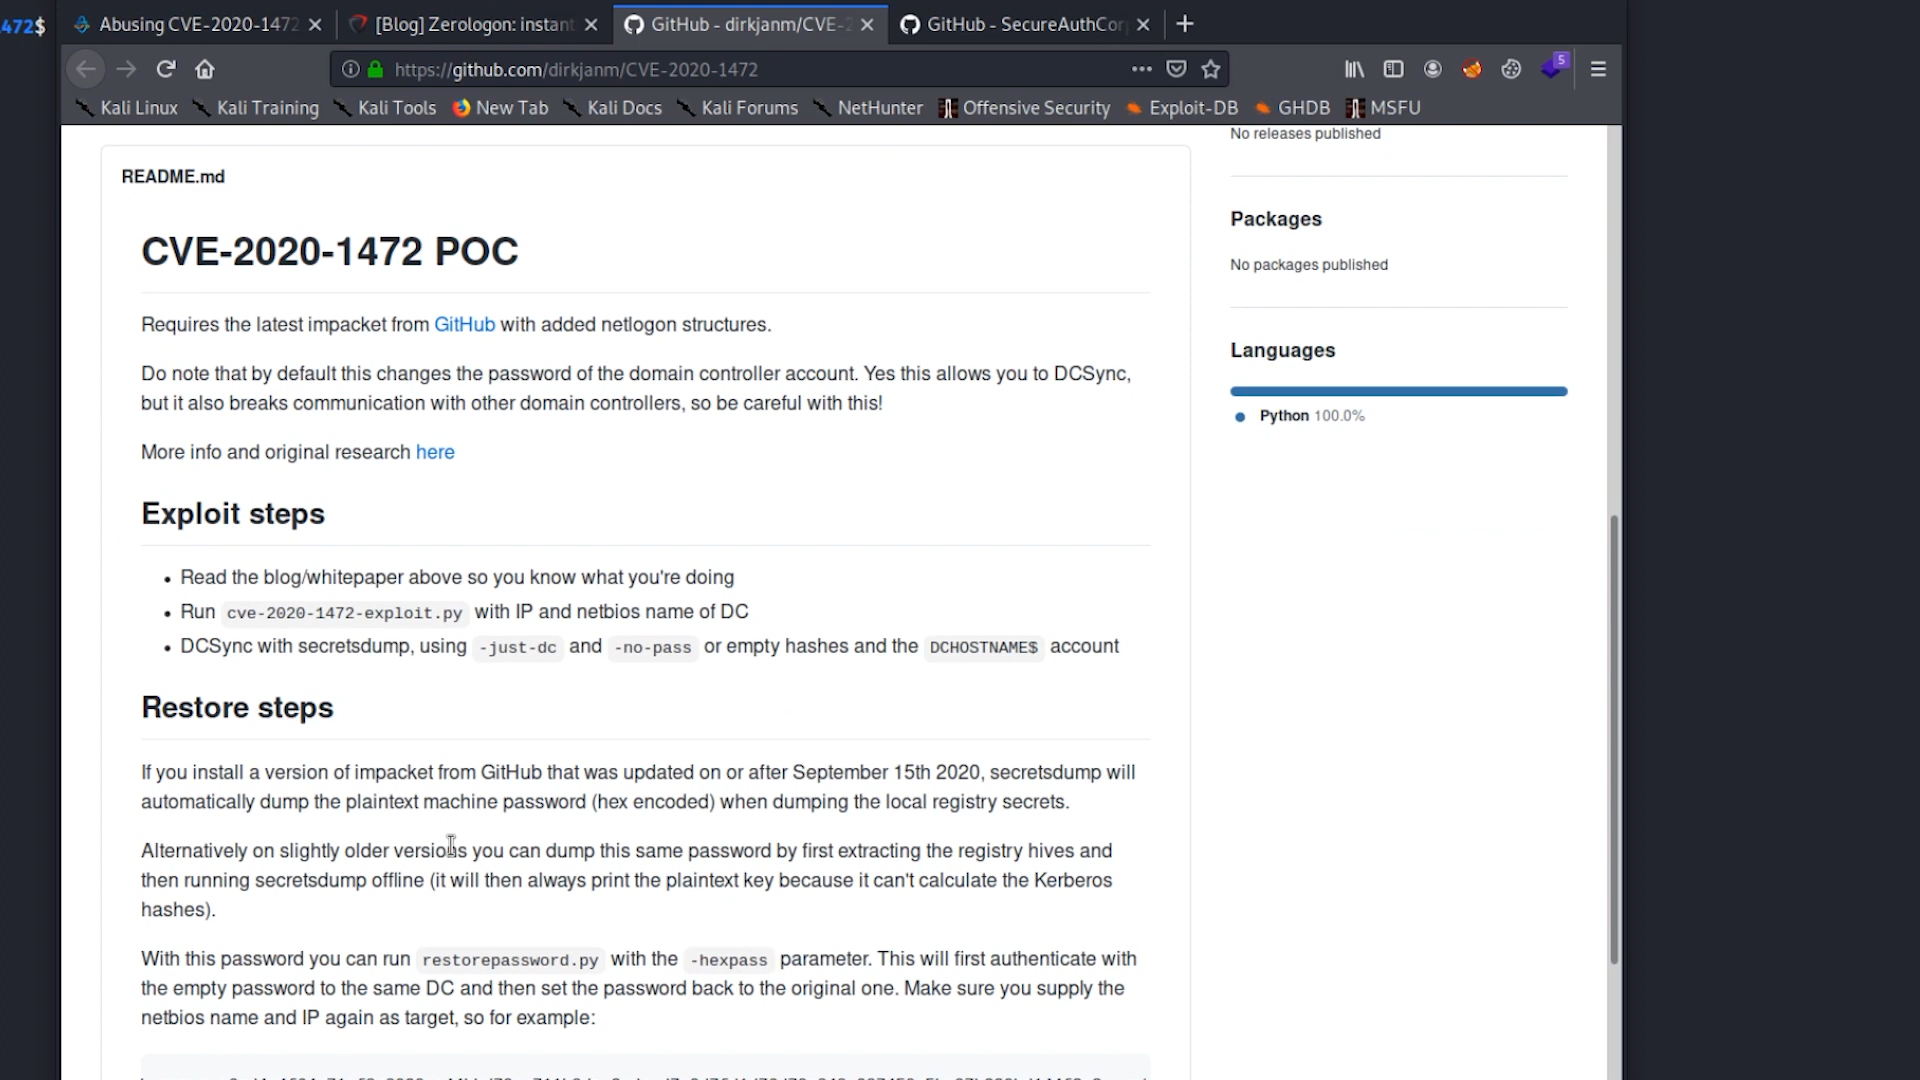 472$
Abusing CVE-2020-1472
[Blog] Zerologon: instant
GitHub - dirkjanm/CVE-2
GitHub - SecureAuthCor
https://github.com/dirkjanm/CVE-2020-1472
5
Kali Linux
Kali Training
Kali Tools
New Tab
Kali Docs
Kali Forums
NetHunter
Offensive Security
Exploit-DB
GHDB
MSFU
No releases published
README.md
Packages
CVE-2020-1472 POC
No packages published
Requires the latest impacket from GitHub with added netlogon structures.
Languages
Do note that by default this changes the password of the domain controller account. Yes this allows you to DCSync,
but it also breaks communication with other domain controllers, so be careful with this!
Python 100.0%
More info and original research here
Exploit steps
• Read the blog/whitepaper above so you know what you're doing
• Run cve-2020-1472-exploit.py with IP and netbios name of DC
• DCSync with secretsdump, using -just-dc and -no-pass or empty hashes and the DCHOSTNAME$ account
Restore steps
If you install a version of impacket from GitHub that was updated on or after September 15th 2020, secretsdump will
automatically dump the plaintext machine password (hex encoded) when dumping the local registry secrets.
Alternatively on slightly older versions you can dump this same password by first extracting the registry hives and
then running secretsdump offline (it will then always print the plaintext key because it can't calculate the Kerberos
hashes).
With this password you can run restorepassword.py with the -hexpass parameter. This will first authenticate with
the empty password to the same DC and then set the password back to the original one. Make sure you supply the
netbios name and IP again as target, so for example: